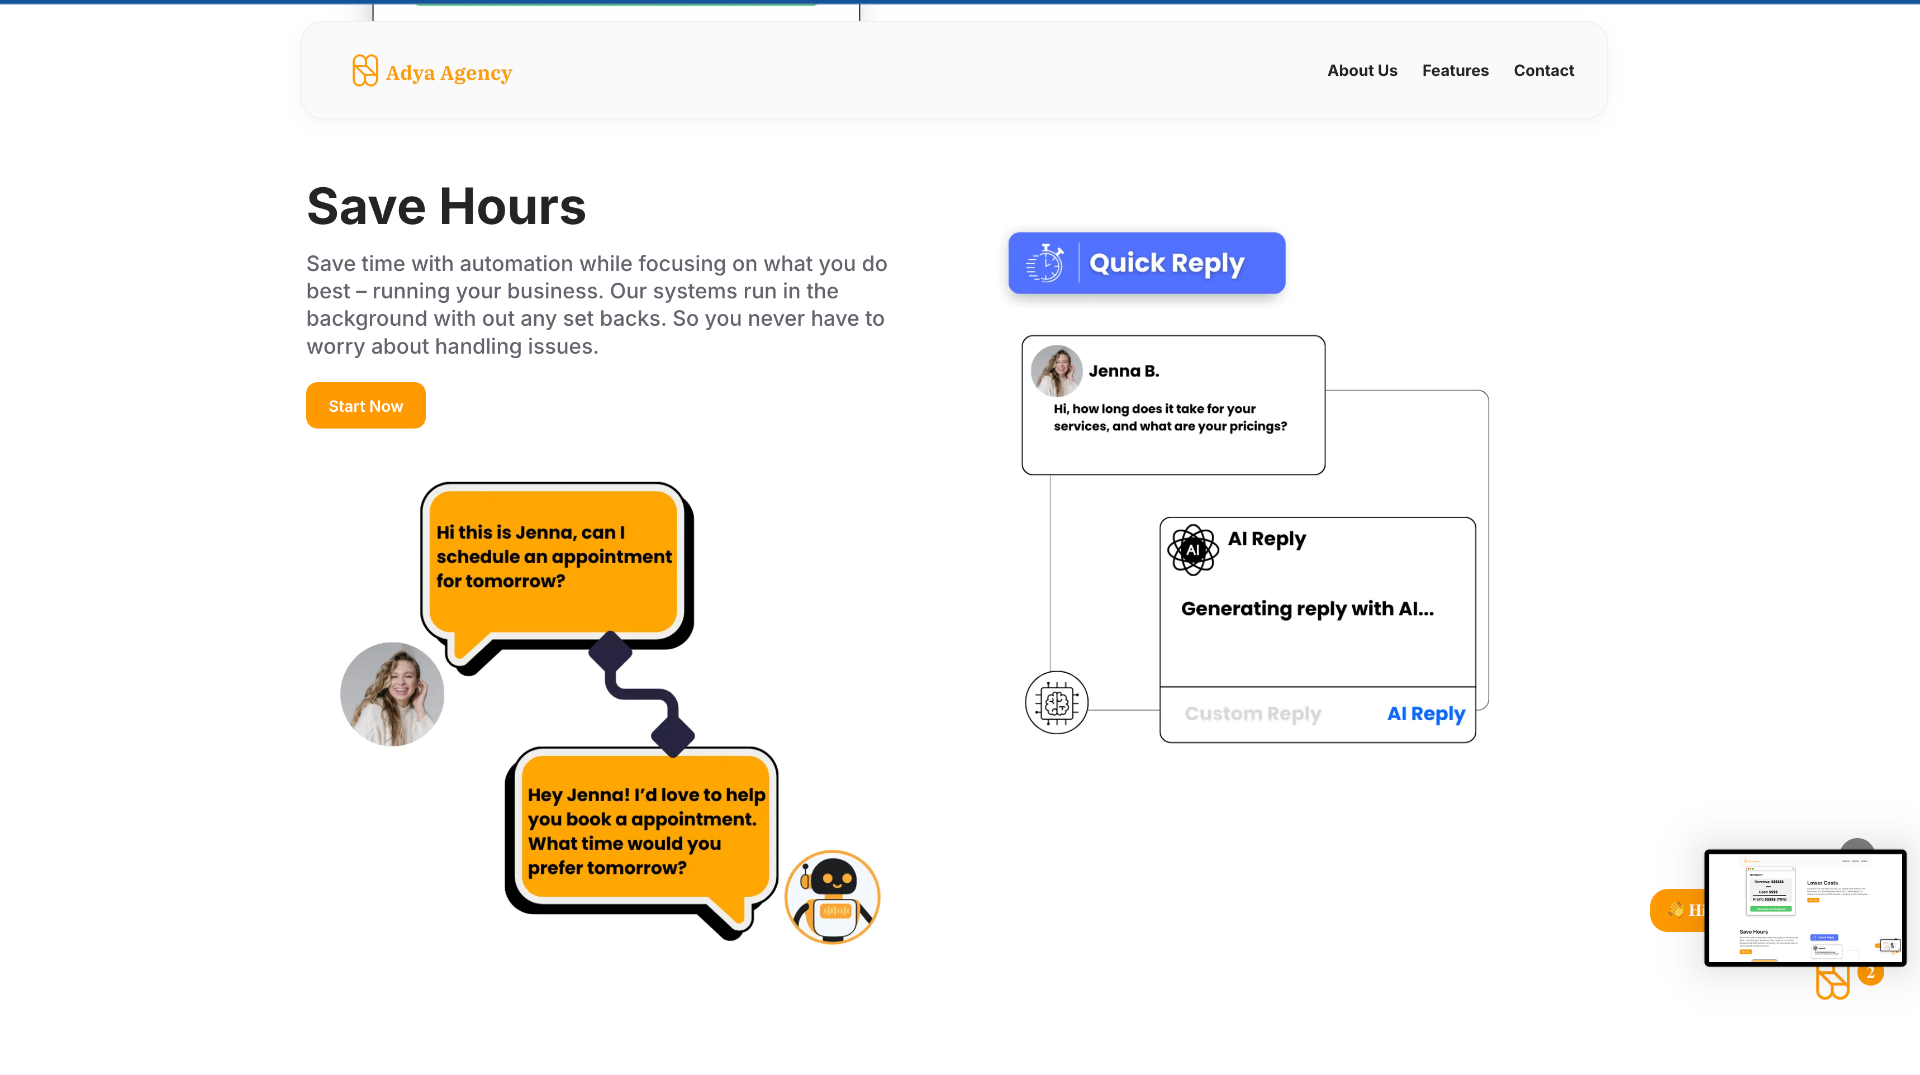 Adya Agency
About Us
Features
Contact
Save Hours
Save time with automation while focusing on what you do
best – running your business. Our systems run in the
background with out any set backs. So you never have to
worry about handling issues.
Start Now
Hi this is Jenna, can I
schedule an appointment
for tomorrow?
Hey Jenna! I'd love to help
you book a appointment.
What time would you
prefer tomorrow?
Quick Reply
Jenna B.
Hi, how long does it take for your
services, and what are your pricings?
AI
AI Reply
Generating reply with AI...
Custom Reply
AI Reply
👋 Hi
Lower Costs
Save Hours
2